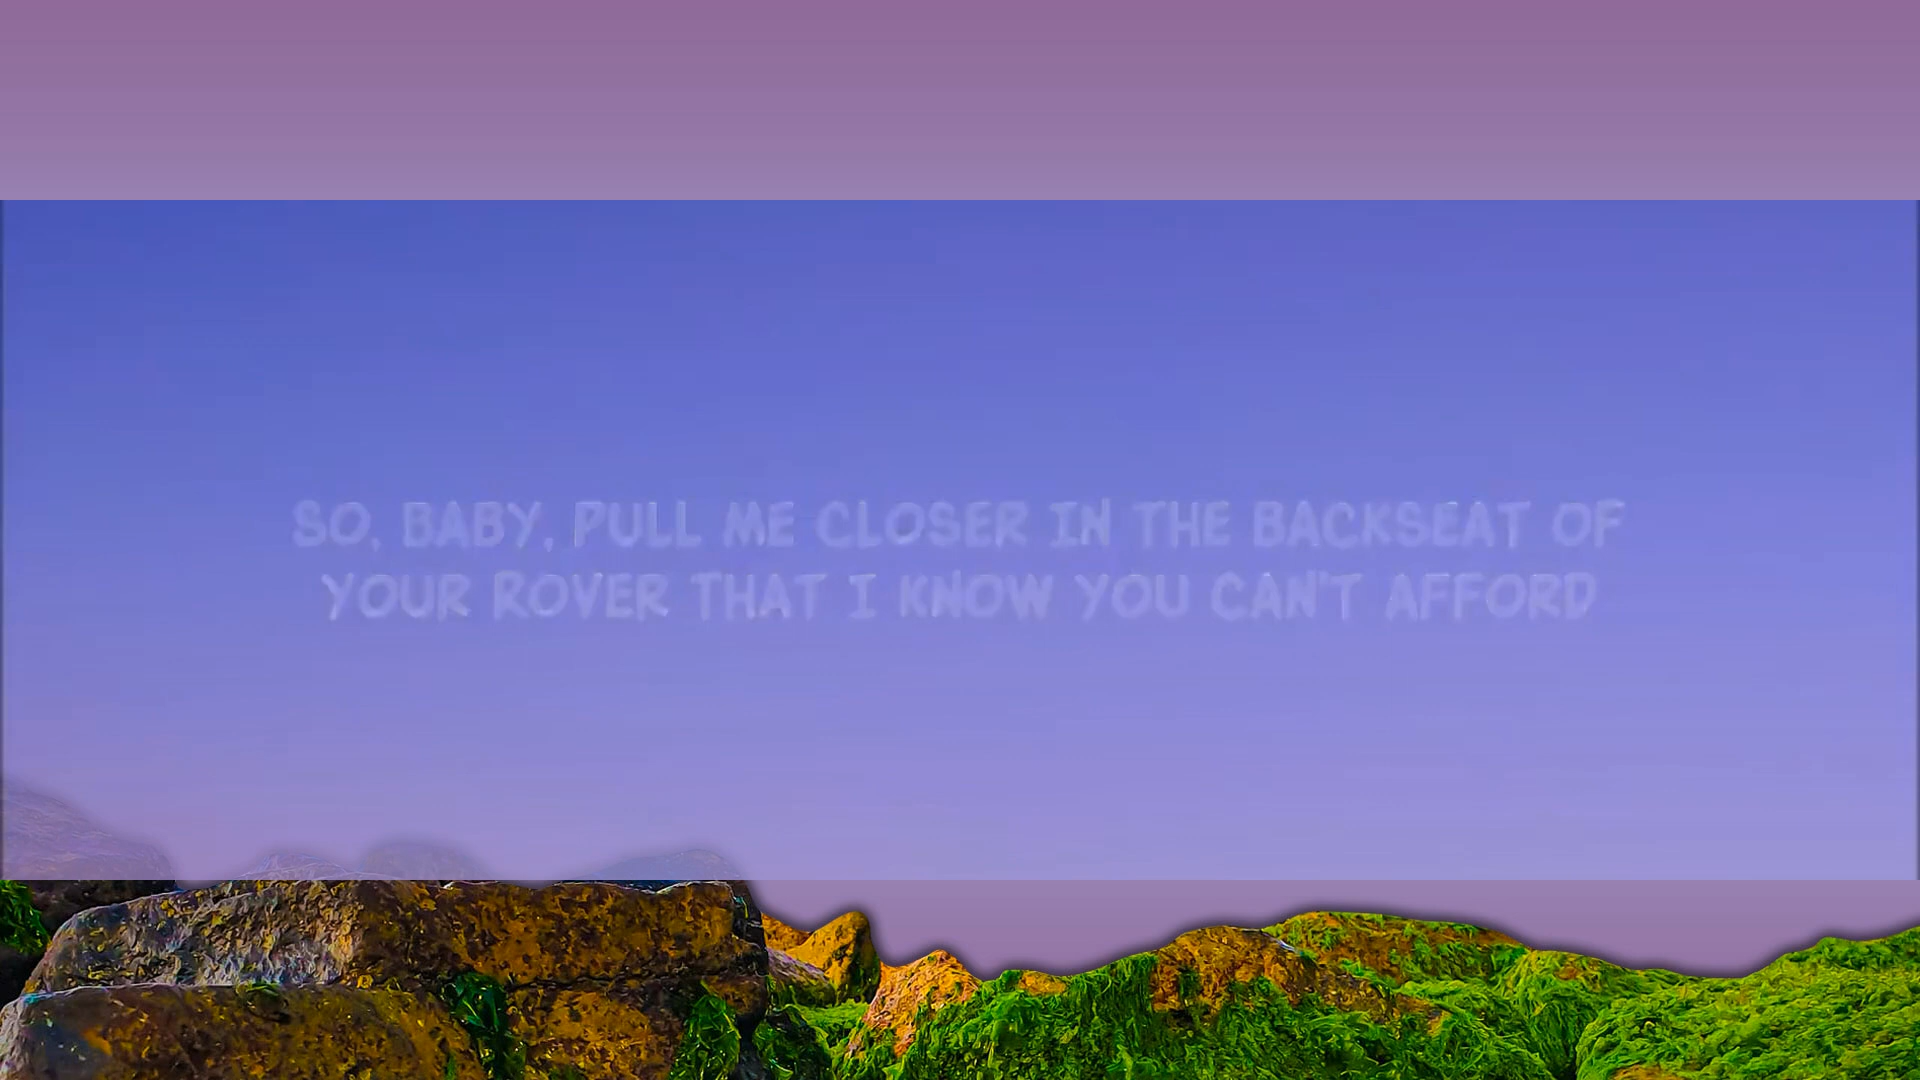 SO, BABY, PULL ME CLOSER IN THE BACKSEAT OF
YOUR ROVER THAT I KNOW YOU CAN'T AFFORD